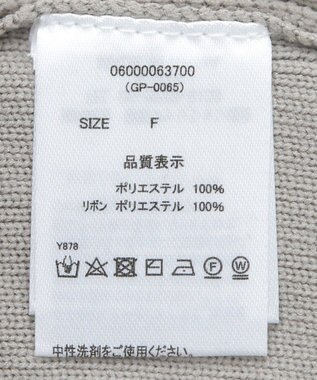 06000063700
(GP-0065)
SIZE F
品質表示
ポリエステル 100%
リボン ポリエステル 100%
Y878
F W
中性洗剤をご使用ください。